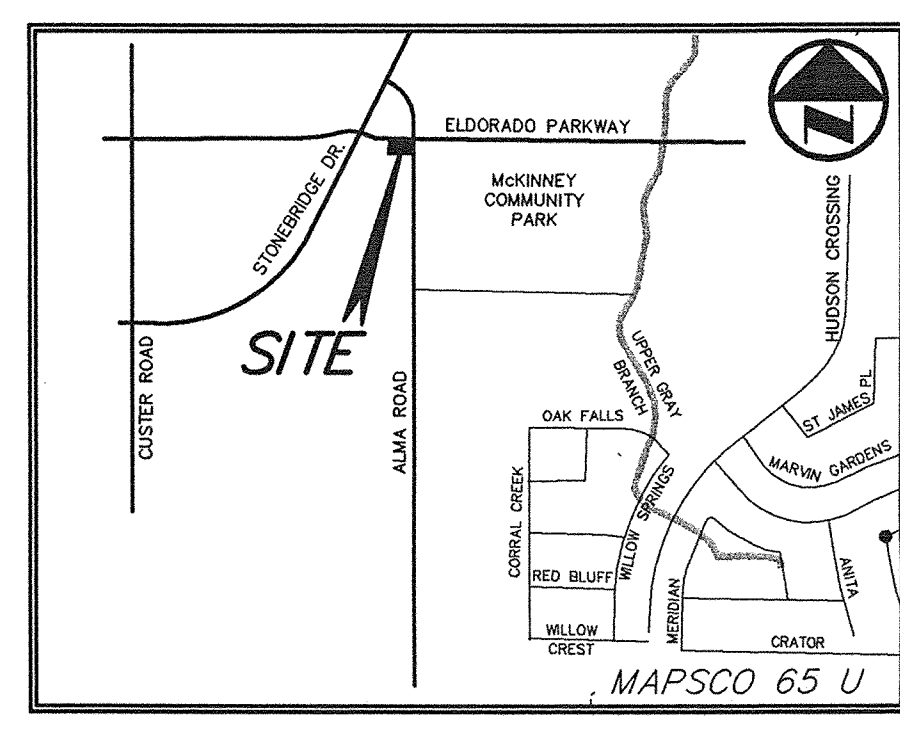 ELDORADO PARKWAY
STONEBRIDGE DR.
McKINNEY
COMMUNITY
PARK
HUDSON CROSSING
SITE
CUSTER ROAD
ALMA ROAD
UPPER GRAY
BRANCH
OAK FALLS
ST JAMES PL
MARVIN GARDENS
CORRAL CREEK
WILLOW SPRINGS
RED BLUFF
MERIDIAN
ANITA
WILLOW
CREST
CRATOR
MAPSCO 65 U
N